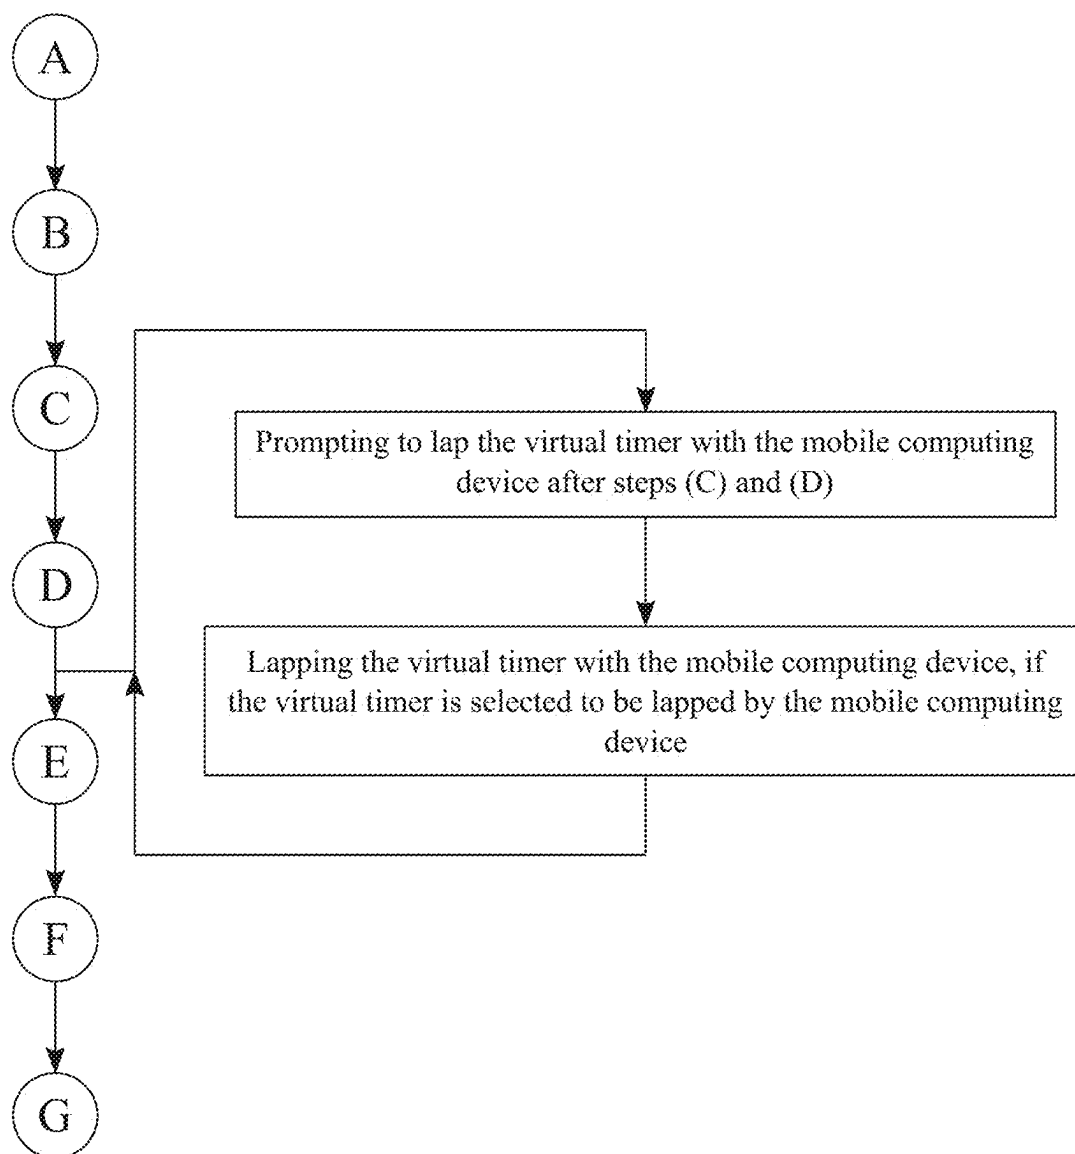 A
B
C
Prompting to lap the virtual timer with the mobile computing
device after steps (C) and (D)
D
Lapping the virtual timer with the mobile computing device, if
the virtual timer is selected to be lapped by the mobile computing
device
E
F
G